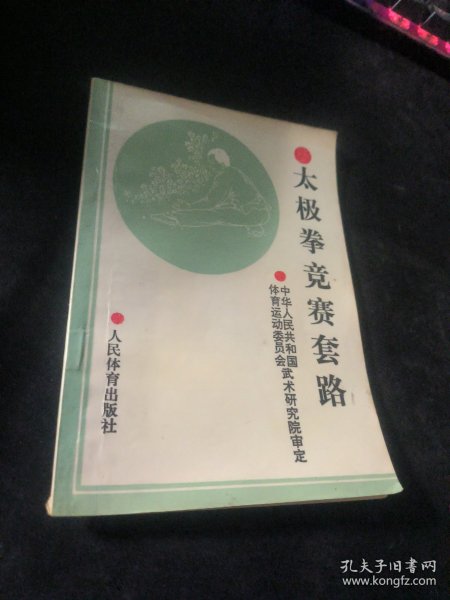 太极拳竞赛套路
中华人民共和国
体育运动委员会
武术研究院审定
人民体育出版社
孔夫子旧书网
www.kongfz.com